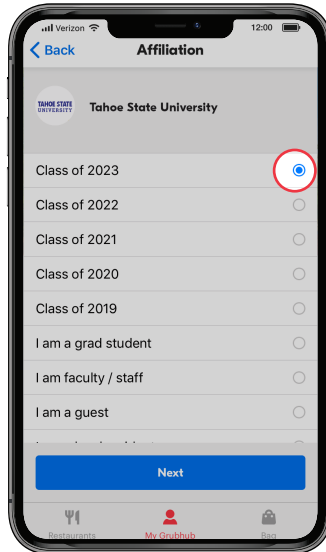 Verizon 12:00
Back Affiliation
TAHOE STATE
UNIVERSITY
Tahoe State University
Class of 2023
Class of 2022
Class of 2021
Class of 2020
Class of 2019
I am a grad student
I am faculty / staff
I am a guest
Next
Restaurants My Grubhub Bag